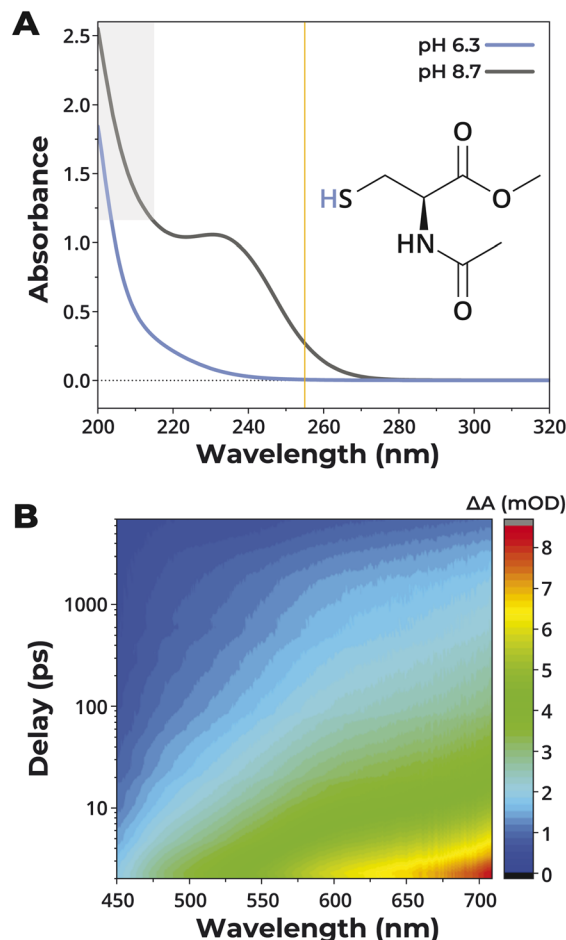 A
Absorbance
2.5
2.0
1.5
1.0
0.5
0.0
pH 6.3
pH 8.7
O
HS
O
HN
O
200 220 240 260 280 300 320
Wavelength (nm)
B
ΔA (mOD)
Delay (ps)
1000
100
10
8
7
6
5
4
3
2
1
0
450 500 550 600 650 700
Wavelength (nm)